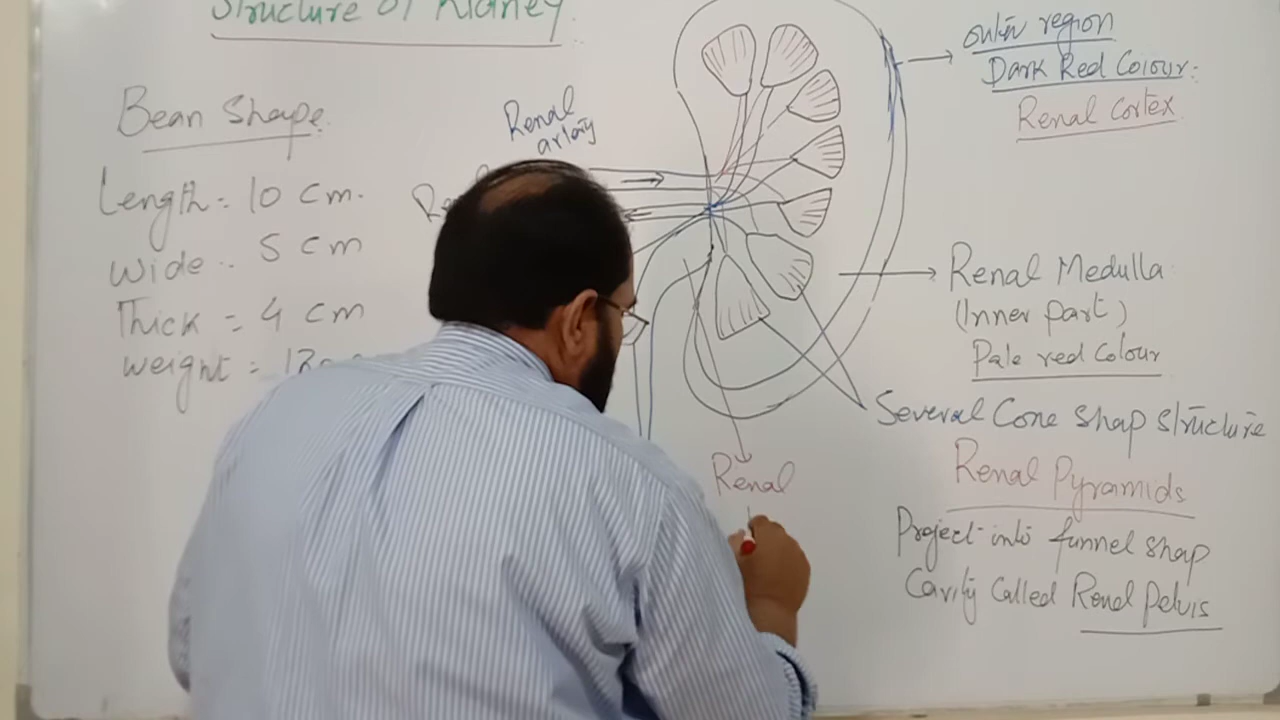 Structure of Kidney
Bean Shape
Length = 10 cm.
wide .. 5 cm
Thick = 4 cm
weight =
Renal
artery
outer region
Dark Red Colour.
Renal Cortex
Renal Medulla
(Inner part)
Pale red Colour
Several Cone shap structure
Renal Pyramids
Project into funnel shap
Cavity Called Renal Pelvis
Renal